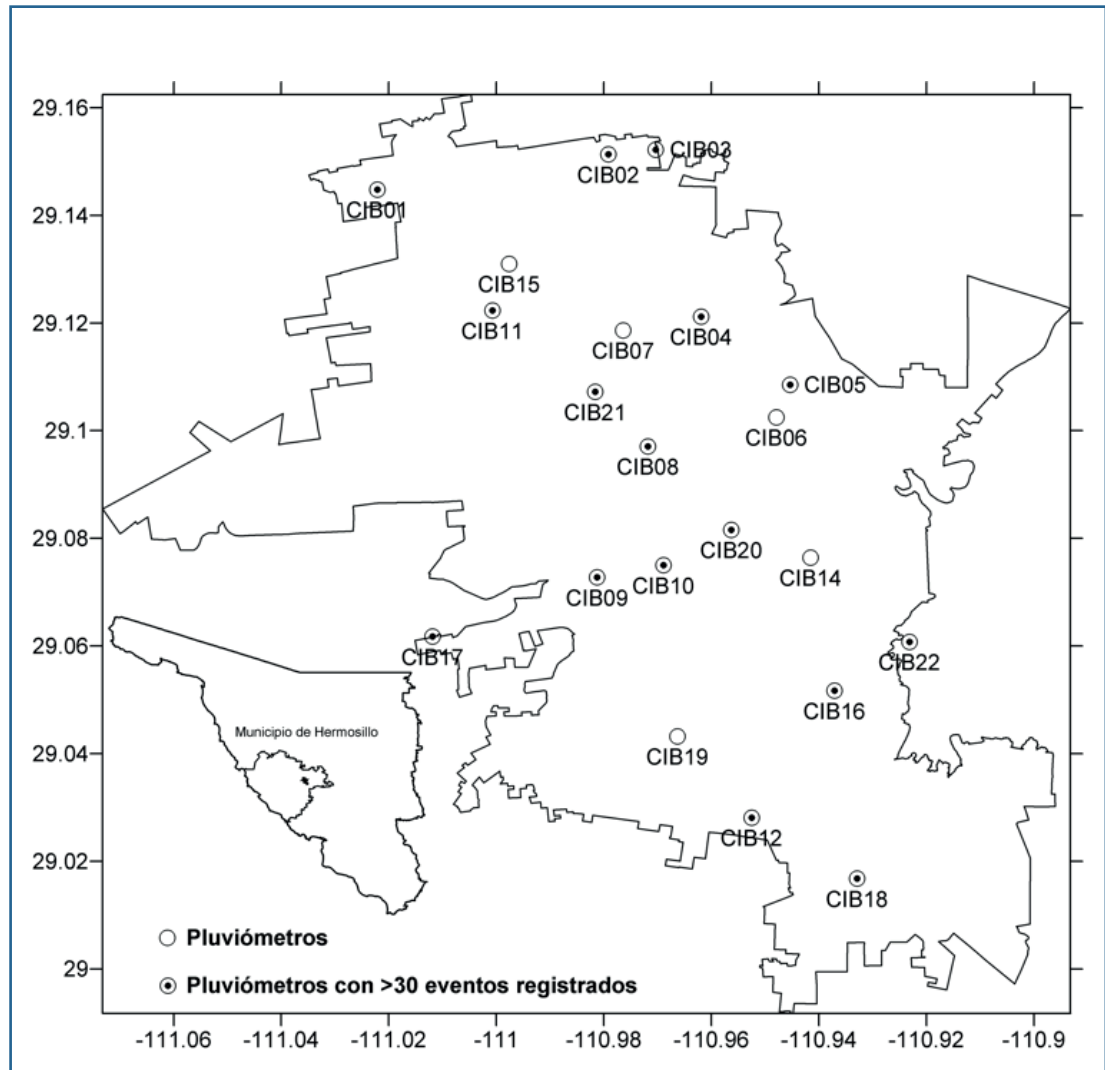 29.16
29.14
29.12
29.1
29.08
29.06
29.04
29.02
29
CIB03
CIB02
CIB01
CIB15
CIB11
CIB04
CIB07
CIB05
CIB21
CIB06
CIB08
CIB20
CIB14
CIB10
CIB09
CIB17
CIB22
CIB16
Municipio de Hermosillo
CIB19
CIB12
CIB18
Pluviómetros
Pluviómetros con >30 eventos registrados
-111.06 -111.04 -111.02 -111 -110.98 -110.96 -110.94 -110.92 -110.9